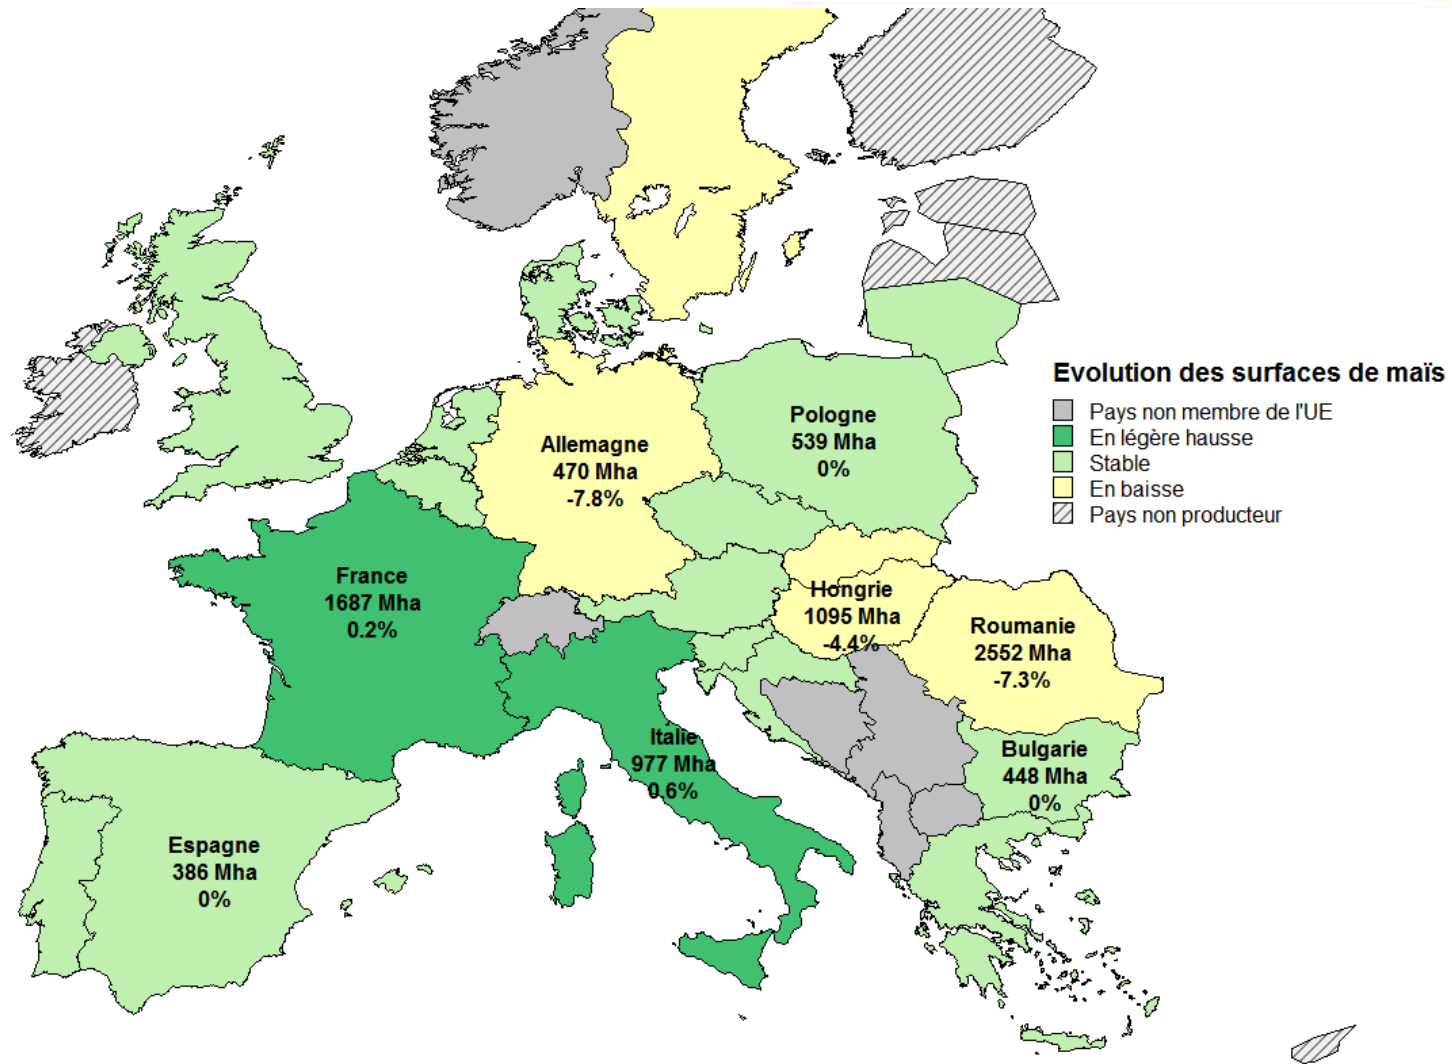 Evolution des surfaces de maïs
Pays non membre de l'UE
En légère hausse
Stable
En baisse
Pays non producteur
Pologne
539 Mha
0%
Allemagne
470 Mha
-7.8%
France
1687 Mha
0.2%
Hongrie
1095 Mha
-4.4%
Roumanie
2552 Mha
-7.3%
Italie
977 Mha
0.6%
Bulgarie
448 Mha
0%
Espagne
386 Mha
0%